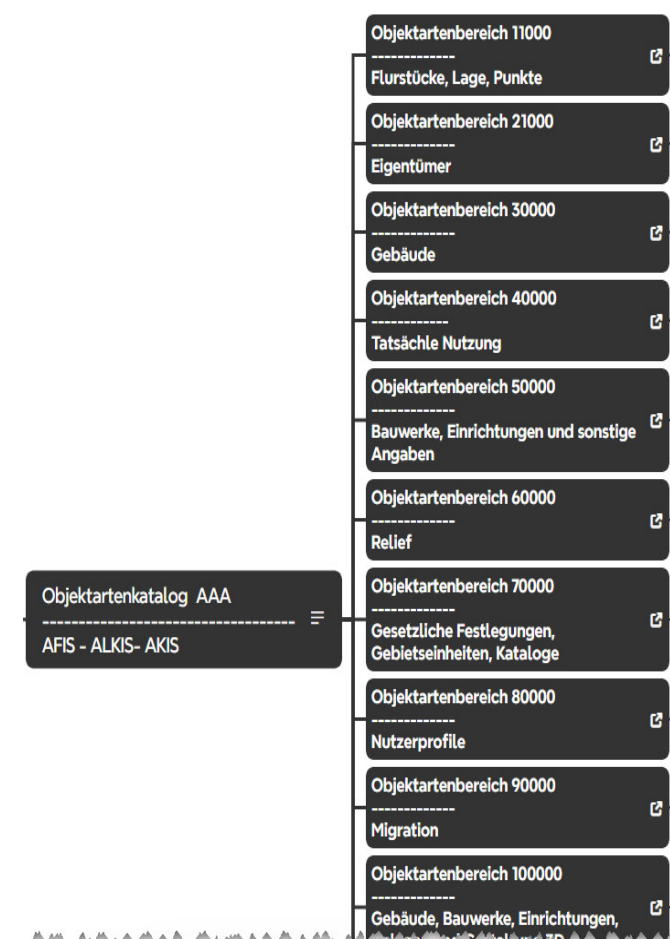 Objektartenbereich 11000
-------------
Flurstücke, Lage, Punkte
Objektartenbereich 21000
-------------
Eigentümer
Objektartenbereich 30000
-------------
Gebäude
Objektartenbereich 40000
------------
Tatsächle Nutzung
Objektartenbereich 50000
-------------
Bauwerke, Einrichtungen und sonstige
Angaben
Objektartenbereich 60000
-------------
Relief
Objektartenkatalog AAA
---------------------------------
AFIS - ALKIS- AKIS
Objektartenbereich 70000
-------------
Gesetzliche Festlegungen,
Gebietseinheiten, Kataloge
Objektartenbereich 80000
-------------
Nutzerprofile
Objektartenbereich 90000
-------------
Migration
Objektartenbereich 100000
-------------
Gebäude, Bauwerke, Einrichtungen,
3D